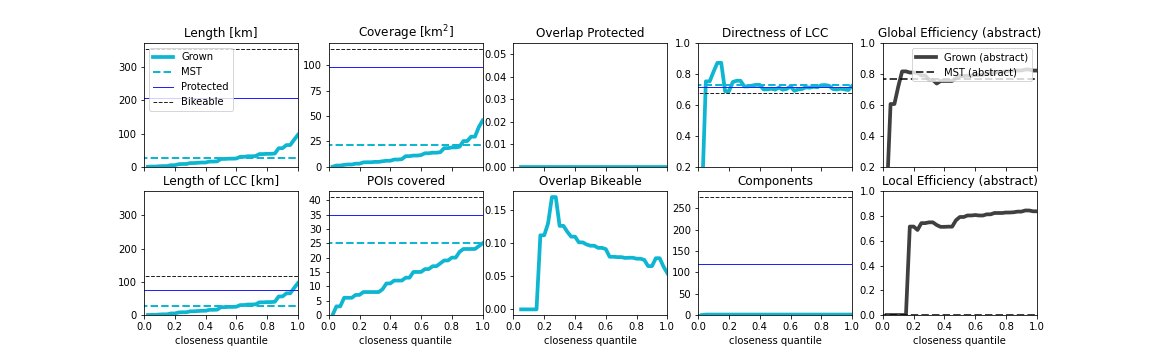 Length [km]
Coverage [km²]
Overlap Protected
Directness of LCC
Global Efficiency (abstract)
300
200
100
0
Grown
MST
Protected
Bikeable
100
75
50
25
0
0.05
0.04
0.03
0.02
0.01
0.00
1.0
0.8
0.6
0.4
0.2
1.0
0.8
0.6
0.4
0.2
Grown (abstract)
MST (abstract)
Length of LCC [km]
POIs covered
Overlap Bikeable
Components
Local Efficiency (abstract)
300
200
100
0
0.0 0.2 0.4 0.6 0.8 1.0
closeness quantile
40
35
30
25
20
15
10
5
0
0.0 0.2 0.4 0.6 0.8 1.0
closeness quantile
0.15
0.10
0.05
0.00
0.0 0.2 0.4 0.6 0.8 1.0
closeness quantile
250
200
150
100
50
0
0.0 0.2 0.4 0.6 0.8 1.0
closeness quantile
1.0
0.8
0.6
0.4
0.2
0.0
0.0 0.2 0.4 0.6 0.8 1.0
closeness quantile